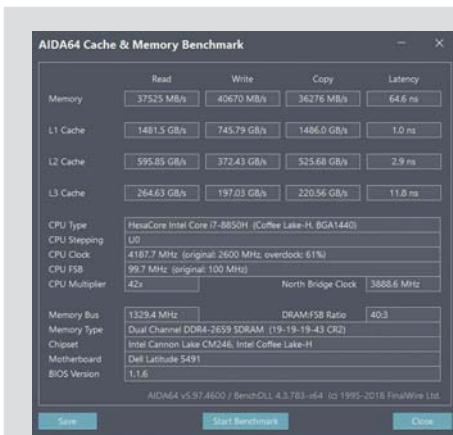 AIDA64 Cache & Memory Benchmark
Read Write Copy Latency
Memory 37525 MB/s 40670 MB/s 36276 MB/s 64.6 ns
L1 Cache 1481.5 GB/s 745.79 GB/s 1486.0 GB/s 1.0 ns
L2 Cache 595.85 GB/s 372.43 GB/s 525.68 GB/s 2.9 ns
L3 Cache 264.63 GB/s 197.03 GB/s 220.56 GB/s 11.8 ns
CPU Type HexaCore Intel Core i7-8850H (Coffee Lake-H, BGA1440)
CPU Stepping U0
CPU Clock 4187.7 MHz (original: 2600 MHz, overclock: 61%)
CPU FSB 99.7 MHz (original: 100 MHz)
CPU Multiplier 42x North Bridge Clock 3888.6 MHz
Memory Bus 1329.4 MHz DRAM:FSB Ratio 40:3
Memory Type Dual Channel DDR4-2659 SDRAM (19-19-19-43 CR2)
Chipset Intel Cannon Lake CM246, Intel Coffee Lake-H
Motherboard Dell Latitude 5491
BIOS Version 1.1.6
AIDA64 v5.97.4600 / BenchDLL 4.3.783-x64 (c) 1995-2018 FinalWire Ltd.
Save Start Benchmark Close